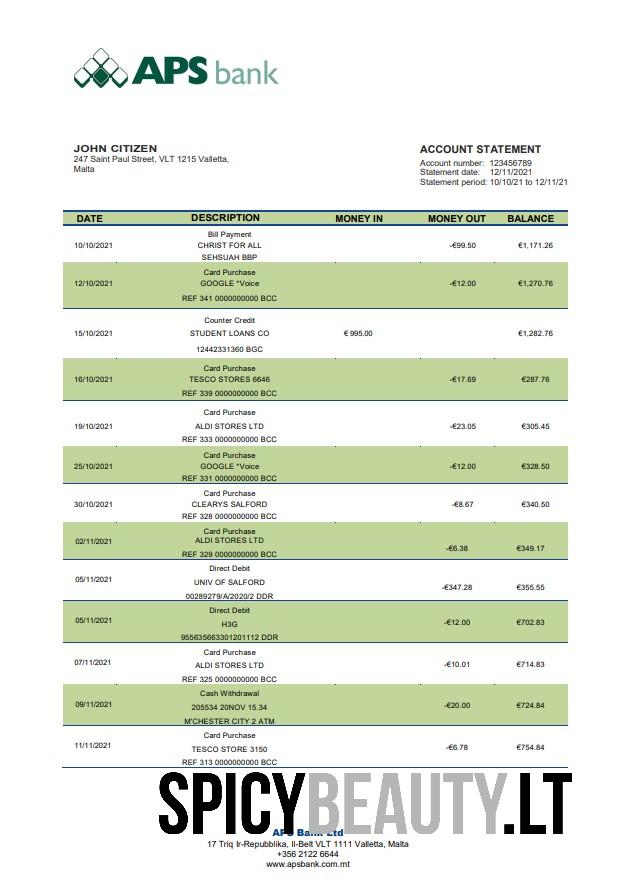 APS bank
JOHN CITIZEN
247 Saint Paul Street, VLT 1215 Valletta,
Malta
ACCOUNT STATEMENT
Account number: 123456789
Statement date: 12/11/2021
Statement period: 10/10/21 to 12/11/21
DATE DESCRIPTION MONEY IN MONEY OUT BALANCE
Bill Payment
10/10/2021 CHRIST FOR ALL -€99.50 €1,171.26
SEHSUAH BBP
Card Purchase
12/10/2021 GOOGLE *Voice -€12.00 €1,270.76
REF 341 0000000000 BCC
Counter Credit
15/10/2021 STUDENT LOANS CO € 995.00 €1,282.76
12442331360 BGC
Card Purchase
16/10/2021 TESCO STORES 6646 -€17.69 €287.76
REF 339 0000000000 BCC
Card Purchase
19/10/2021 ALDI STORES LTD -€23.05 €305.45
REF 333 0000000000 BCC
Card Purchase
25/10/2021 GOOGLE *Voice -€12.00 €328.50
REF 331 0000000000 BCC
Card Purchase
30/10/2021 CLEARYS SALFORD -€8.67 €340.50
REF 328 0000000000 BCC
Card Purchase
02/11/2021 ALDI STORES LTD -€6.38 €349.17
REF 329 0000000000 BCC
Direct Debit
05/11/2021 UNIV OF SALFORD -€347.28 €355.55
00289279/A/2020/2 DDR
Direct Debit
05/11/2021 H3G -€12.00 €702.83
955635663301201112 DDR
Card Purchase
07/11/2021 ALDI STORES LTD -€10.01 €714.83
REF 325 0000000000 BCC
Cash Withdrawal
09/11/2021 205534 20NOV 15.34 -€20.00 €724.84
M'CHESTER CITY 2 ATM
Card Purchase
11/11/2021 TESCO STORE 3150 -€6.78 €754.84
REF 313 0000000000 BCC
SPICYBEAUTY.LT
APS Bank Ltd
17 Triq Ir-Repubblika, Il-Belt VLT 1111 Valletta, Malta
+356 2122 6644
www.apsbank.com.mt